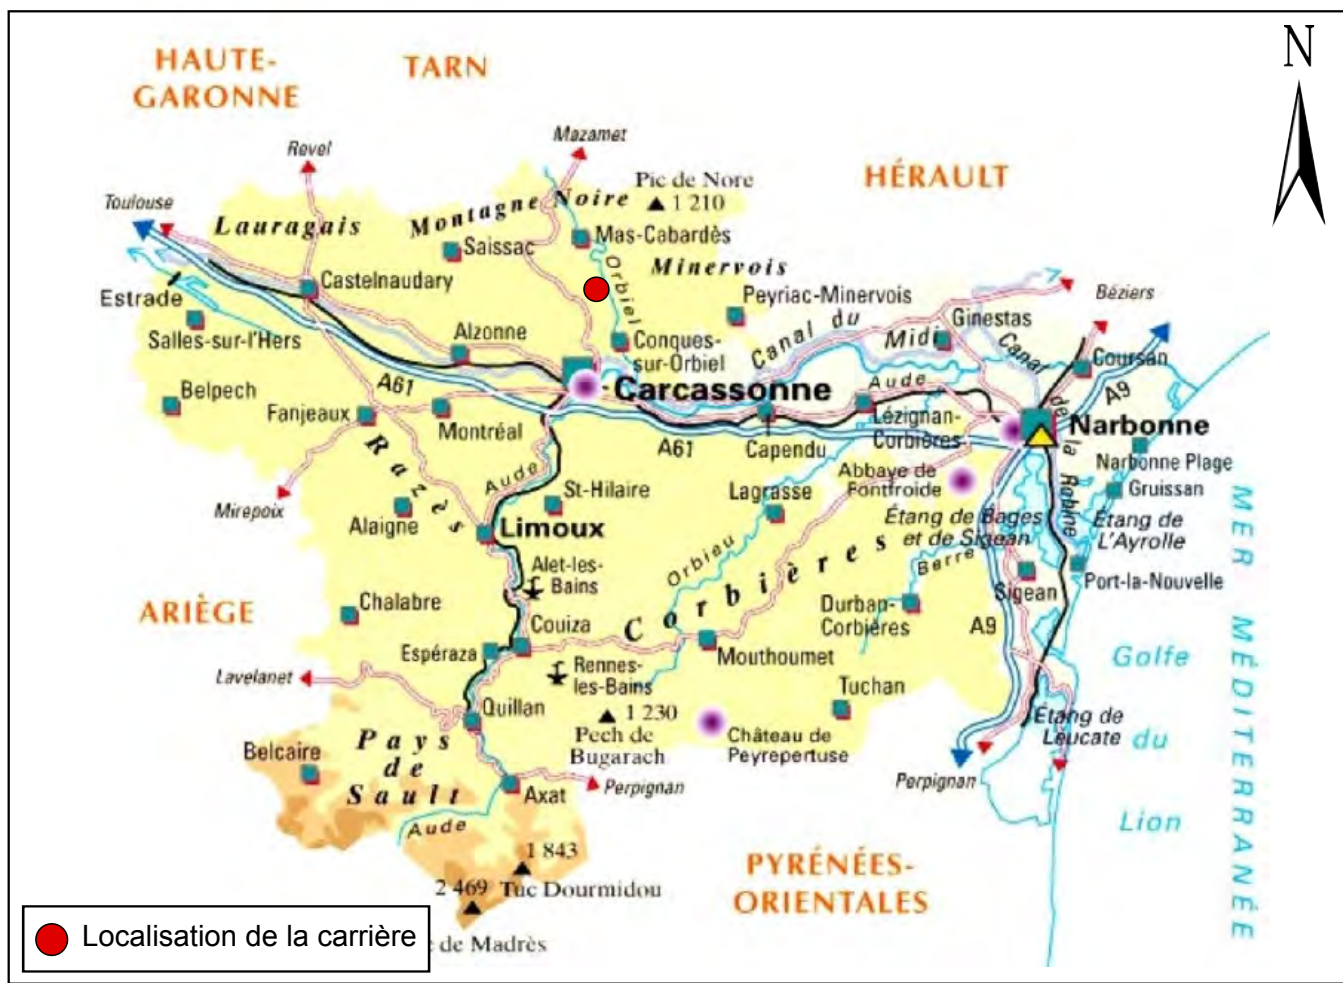 HAUTE-
GARONNE
TARN
N
Mazamet
Revel
HÉRAULT
Pic de Nore
1 210
Toulouse
Lauragais
Montagne Noire
Mas-Cabardès
Saissac
Orbiel
Minervois
Castelnaudary
Estrade
Peyriac-Minervois
Béziers
Ginestas
Salles-sur-l'Hers
Alzonne
Conques-
sur-Orbiel
Canal du
Midi
Canal
de la Robine
Coursan
A61
Carcassonne
Aude
A9
Belpech
Fanjeaux
Montréal
Lézignan-
Corbières
Narbonne
A61
Capendu
Razès
Aude
Abbaye de
Fontfroide
Narbonne Plage
Gruissan
St-Hilaire
Lagrasse
Mirepoix
Alaigne
Limoux
Étang de Bages
et de Sigean
Étang de
L'Ayrolle
Orbieu
Berre
Alet-les-
Bains
Corbières
Port-la-Nouvelle
Sigean
ARIÈGE
Chalabre
Durban-
Corbières
A9
Couiza
Espéraza
Mouthoumet
Golfe
du
Lion
MER MÉDITERRANÉE
Lavelanet
Rennes-
les-Bains
Tuchan
Quillan
1 230
Pech de
Bugarach
Château de
Peyrepertuse
Étang de
Leucate
Belcaire
Pays
de
Sault
Axat
Perpignan
Perpignan
Aude
1 843
Tuc Dourmidou
2 469
PYRÉNÉES-
ORIENTALES
Localisation de la carrière
de Madrès